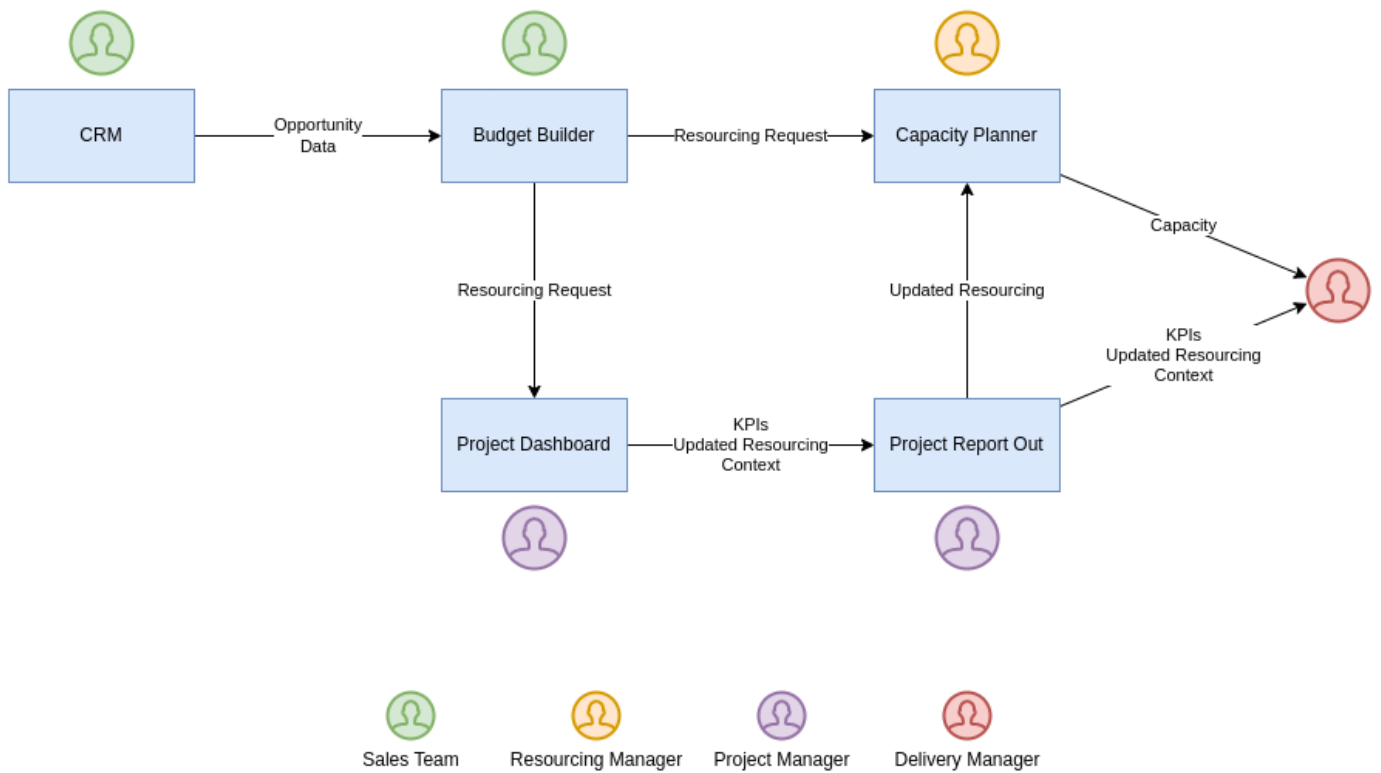 CRM
Opportunity
Data
Budget Builder
Resourcing Request
Capacity Planner
Capacity
Resourcing Request
Updated Resourcing
KPIs
Updated Resourcing
Context
Project Dashboard
KPIs
Updated Resourcing
Context
Project Report Out
Sales Team
Resourcing Manager
Project Manager
Delivery Manager